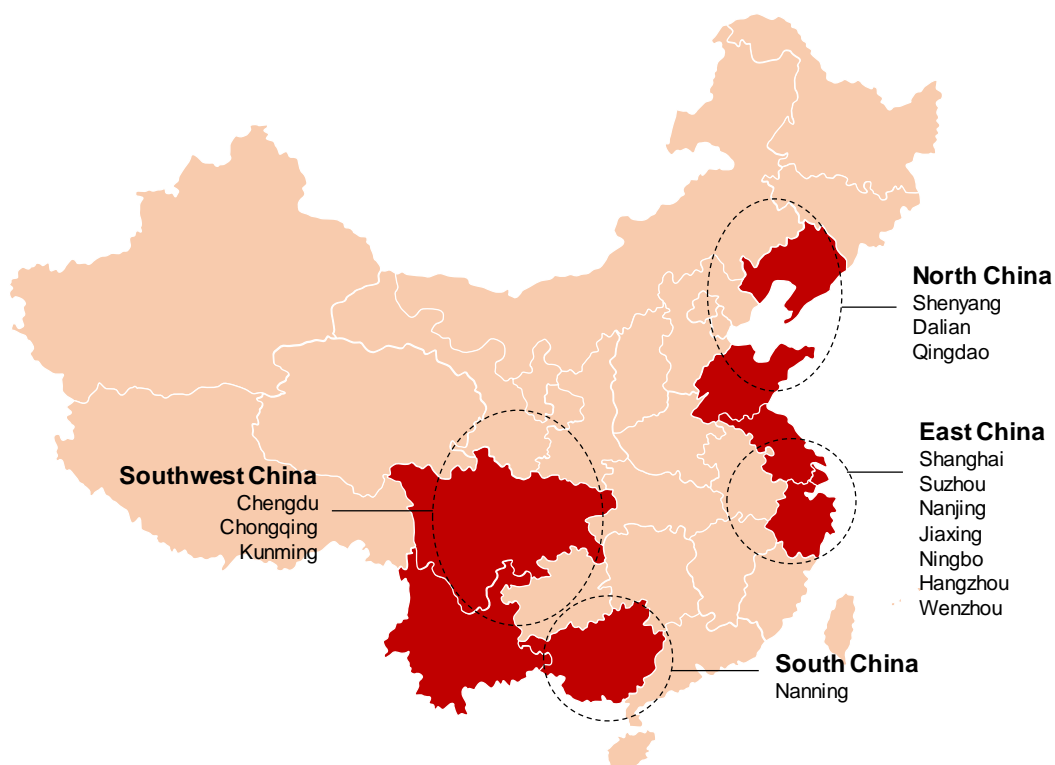 North China
Shenyang
Dalian
Qingdao
East China
Shanghai
Suzhou
Nanjing
Jiaxing
Ningbo
Hangzhou
Wenzhou
Southwest China
Chengdu
Chongqing
Kunming
South China
Nanning